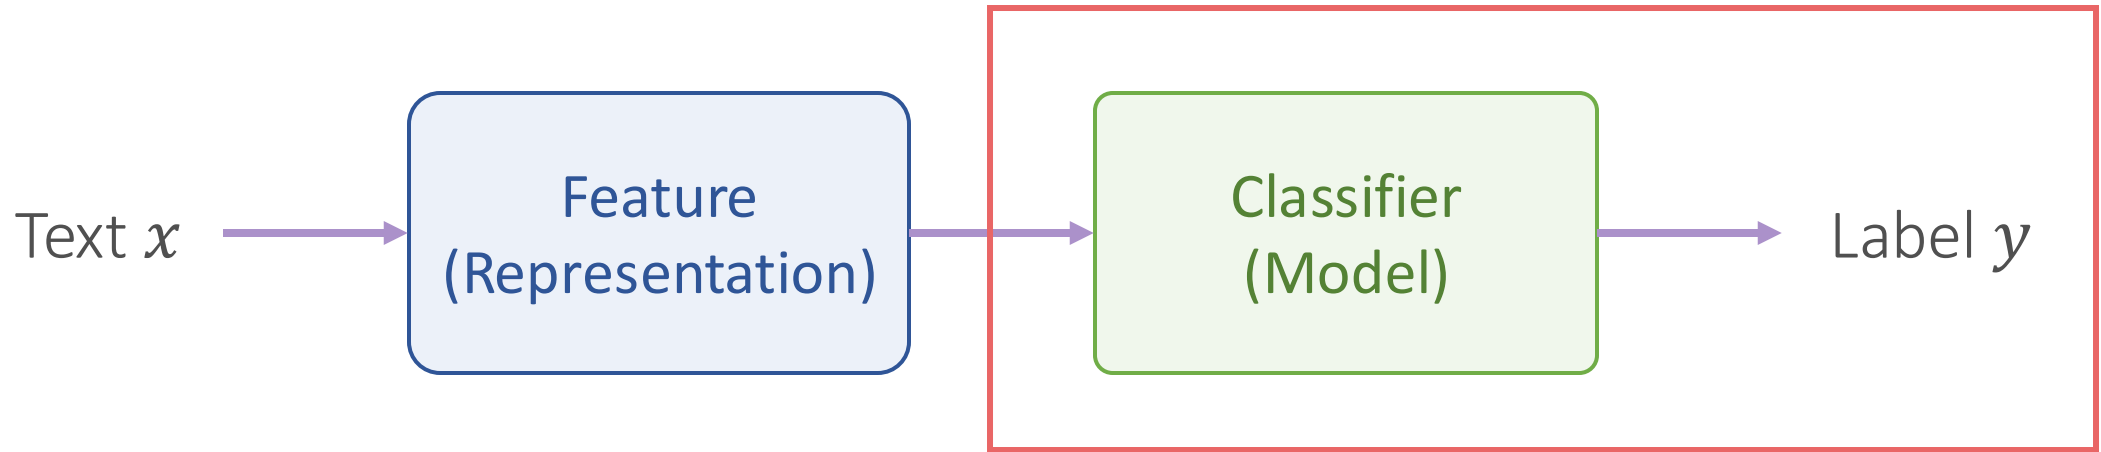 Text x
Feature
(Representation)
Classifier
(Model)
Label y